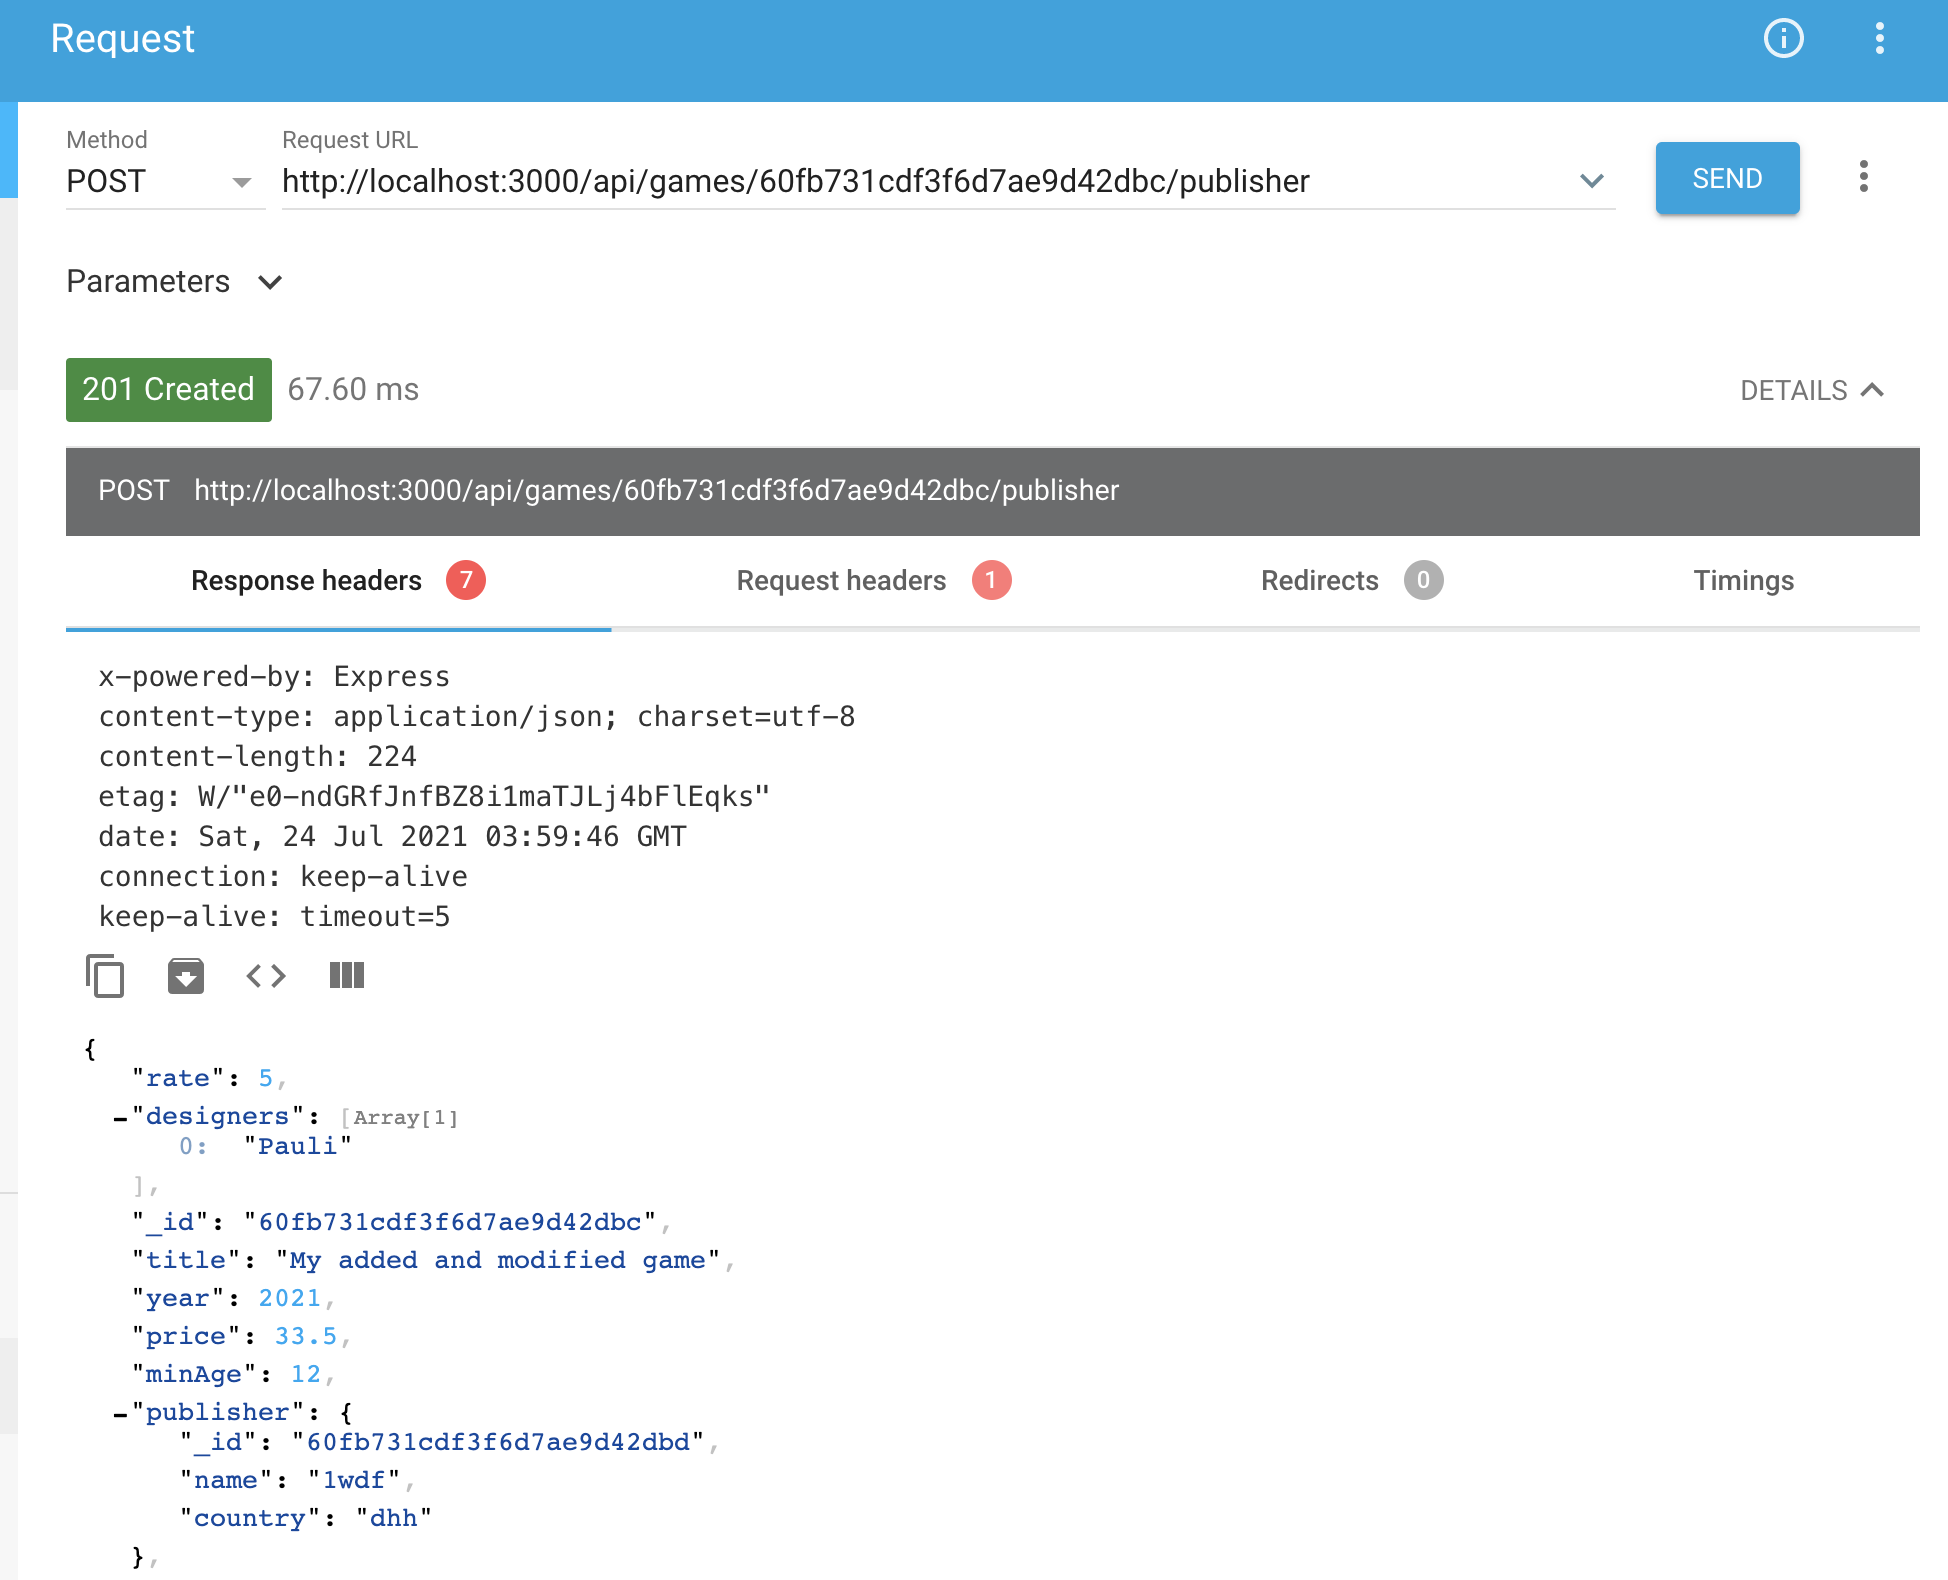 Request
Method
Request URL
POST
http://localhost:3000/api/games/60fb731cdf3f6d7ae9d42dbc/publisher
SEND
Parameters
201 Created
67.60 ms
DETAILS
POST http://localhost:3000/api/games/60fb731cdf3f6d7ae9d42dbc/publisher
Response headers 7
Request headers 1
Redirects 0
Timings
x-powered-by: Express
content-type: application/json; charset=utf-8
content-length: 224
etag: W/"e0-ndGRfJnfBZ8i1maTJLj4bFlEqks"
date: Sat, 24 Jul 2021 03:59:46 GMT
connection: keep-alive
keep-alive: timeout=5
{
"rate": 5,
-"designers": [Array[1]
0: "Pauli"
],
"_id": "60fb731cdf3f6d7ae9d42dbc",
"title": "My added and modified game",
"year": 2021,
"price": 33.5,
"minAge": 12,
-"publisher": {
"_id": "60fb731cdf3f6d7ae9d42dbd",
"name": "1wdf",
"country": "dhh"
},